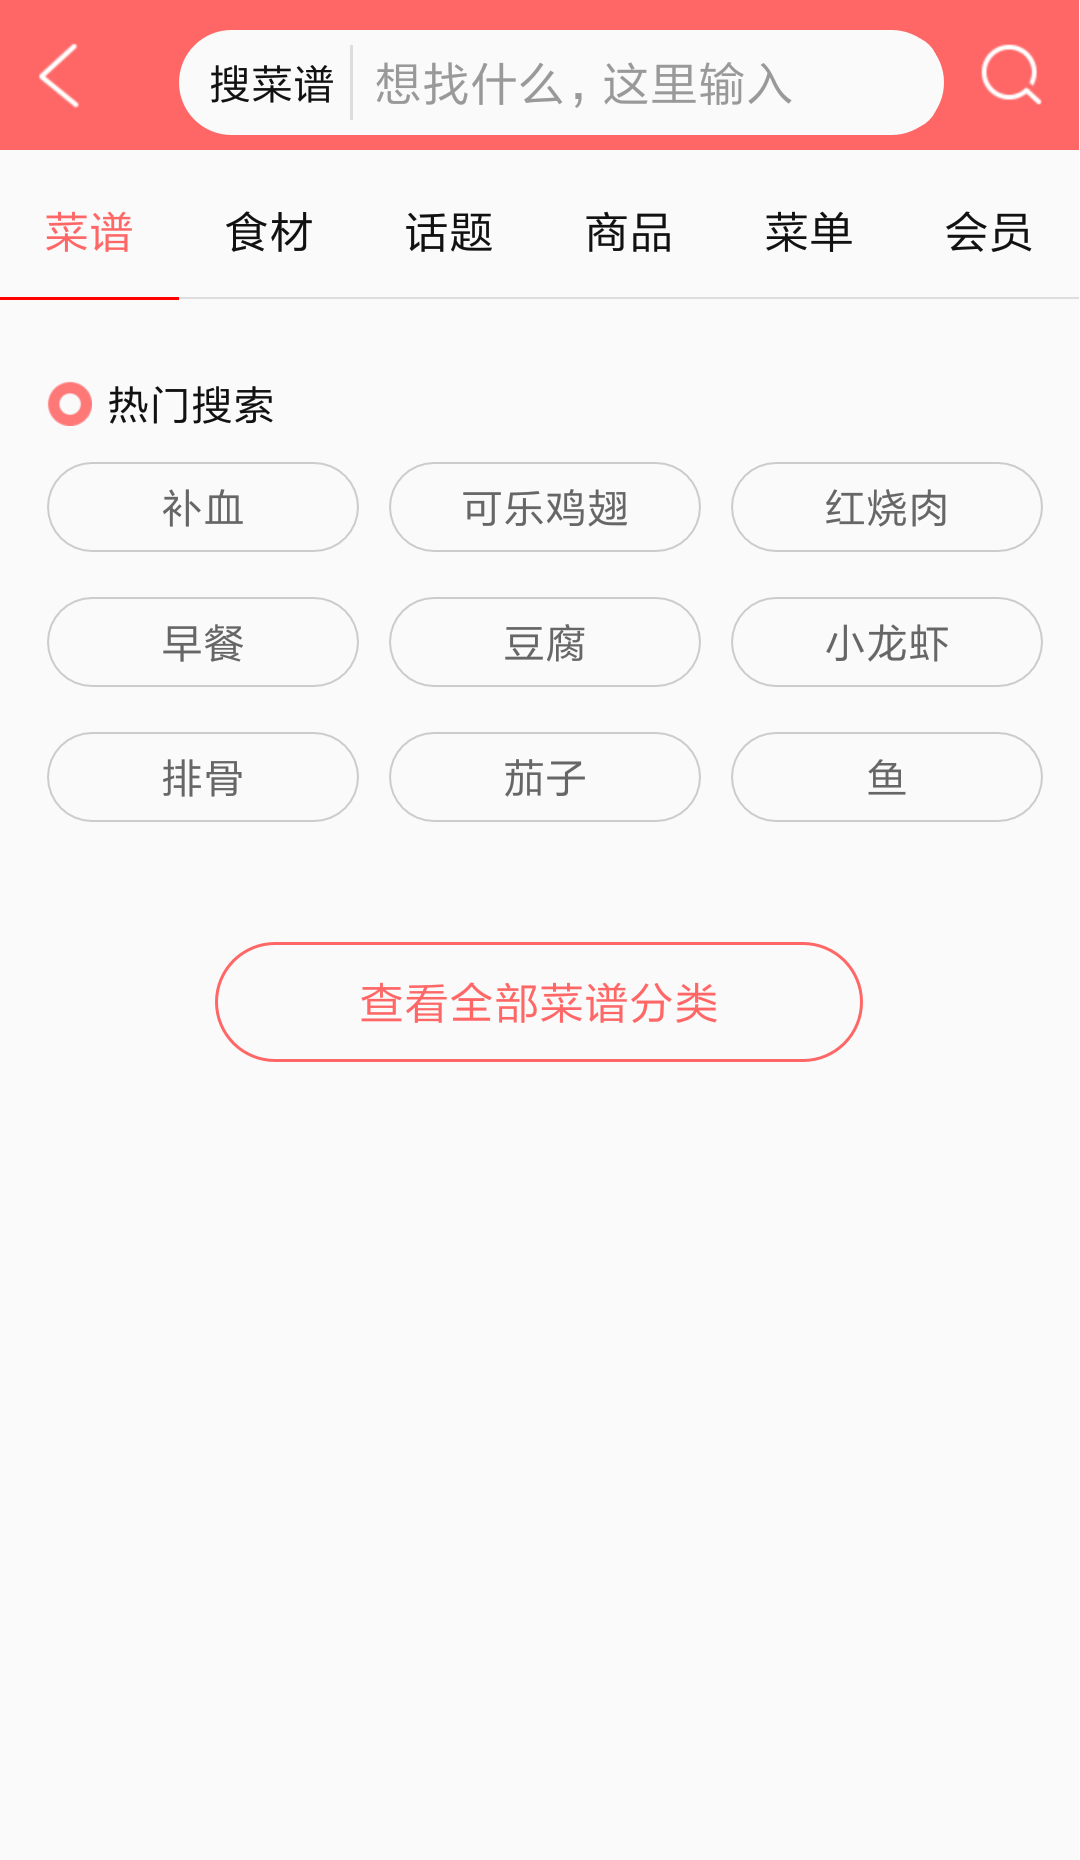 搜菜谱 想找什么，这里输入
菜谱 食材 话题 商品 菜单 会员
热门搜索
补血 可乐鸡翅 红烧肉
早餐 豆腐 小龙虾
排骨 茄子 鱼
查看全部菜谱分类